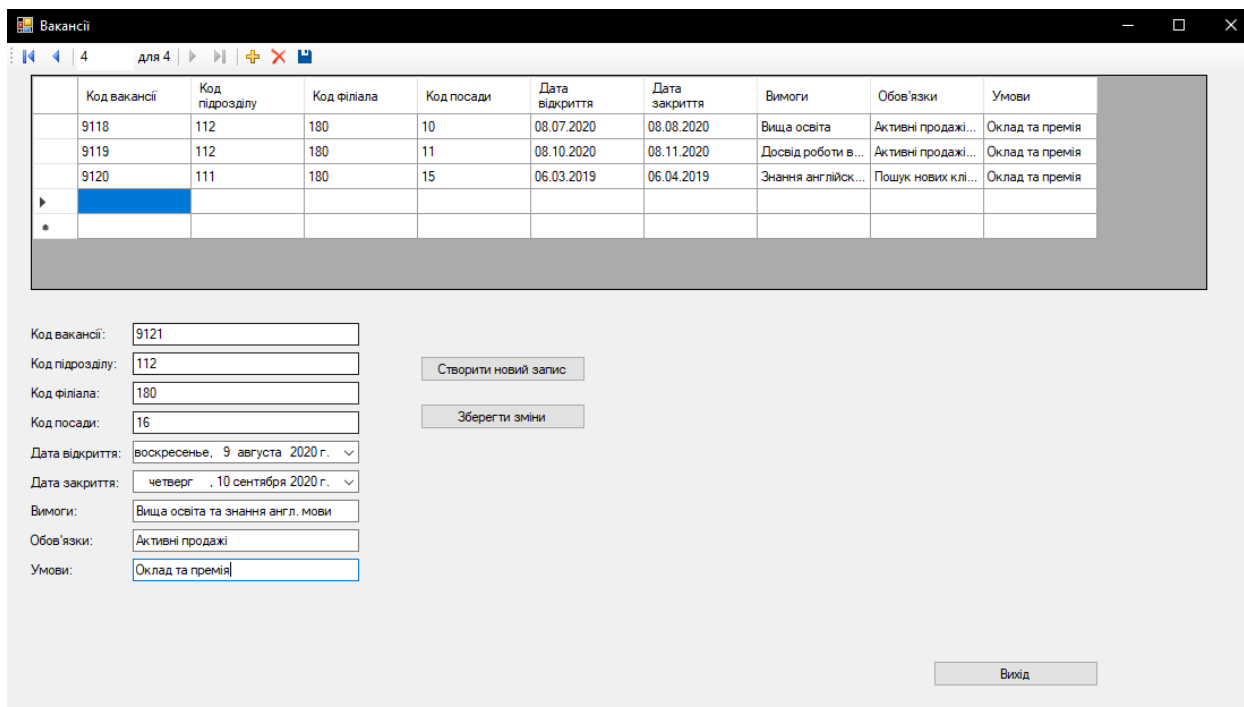 Вакансії
4 для 4
Код вакансії Код підрозділу Код філіала Код посади Дата відкриття Дата закриття Вимоги Обов'язки Умови
9118 112 180 10 08.07.2020 08.08.2020 Вища освіта Активні продажі... Оклад та премія
9119 112 180 11 08.10.2020 08.11.2020 Досвід роботи в... Активні продажі... Оклад та премія
9120 111 180 15 06.03.2019 06.04.2019 Знання англійск... Пошук нових клі... Оклад та премія
Код вакансії: 9121
Код підрозділу: 112
Створити новий запис
Код філіала: 180
Код посади: 16
Зберегти зміни
Дата відкриття: воскресенье, 9 августа 2020 г.
Дата закриття: четверг , 10 сентября 2020 г.
Вимоги: Вища освіта та знання англ. мови
Обов'язки: Активні продажі
Умови: Оклад та премія
Вихід